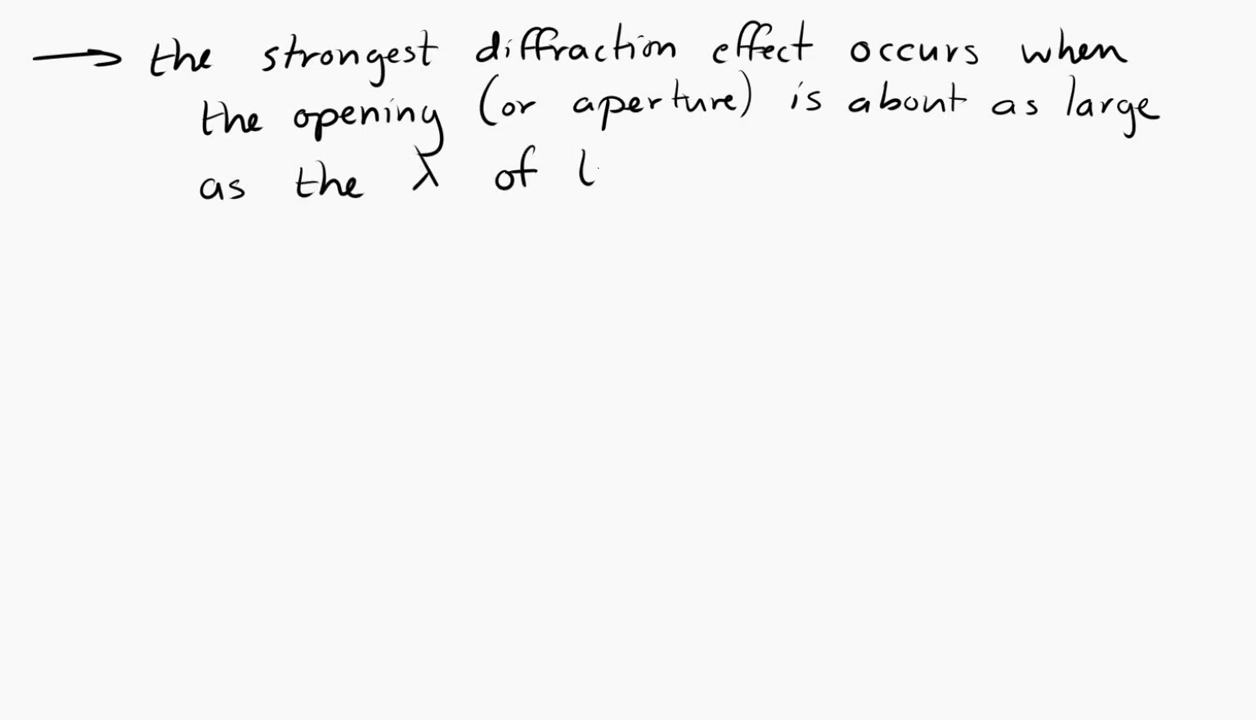 → the strongest diffraction effect occurs when
the opening (or aperture) is about as large
as the λ of l